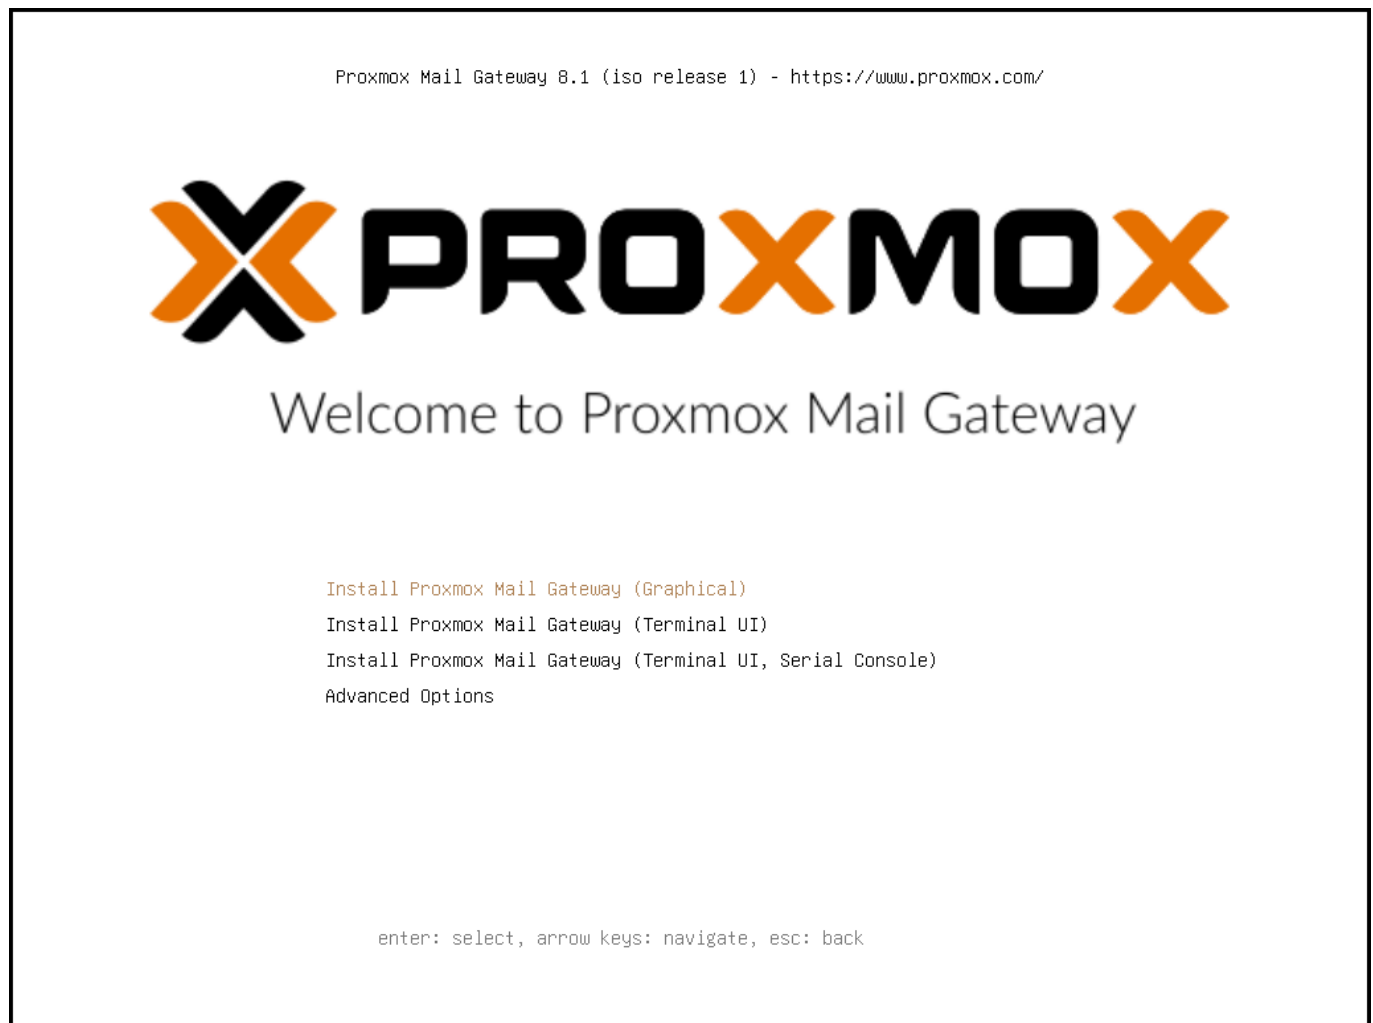 Proxmox Mail Gateway 8.1 (iso release 1) - https://www.proxmox.com/
PROXMOX
Welcome to Proxmox Mail Gateway
Install Proxmox Mail Gateway (Graphical)
Install Proxmox Mail Gateway (Terminal UI)
Install Proxmox Mail Gateway (Terminal UI, Serial Console)
Advanced Options
enter: select, arrow keys: navigate, esc: back